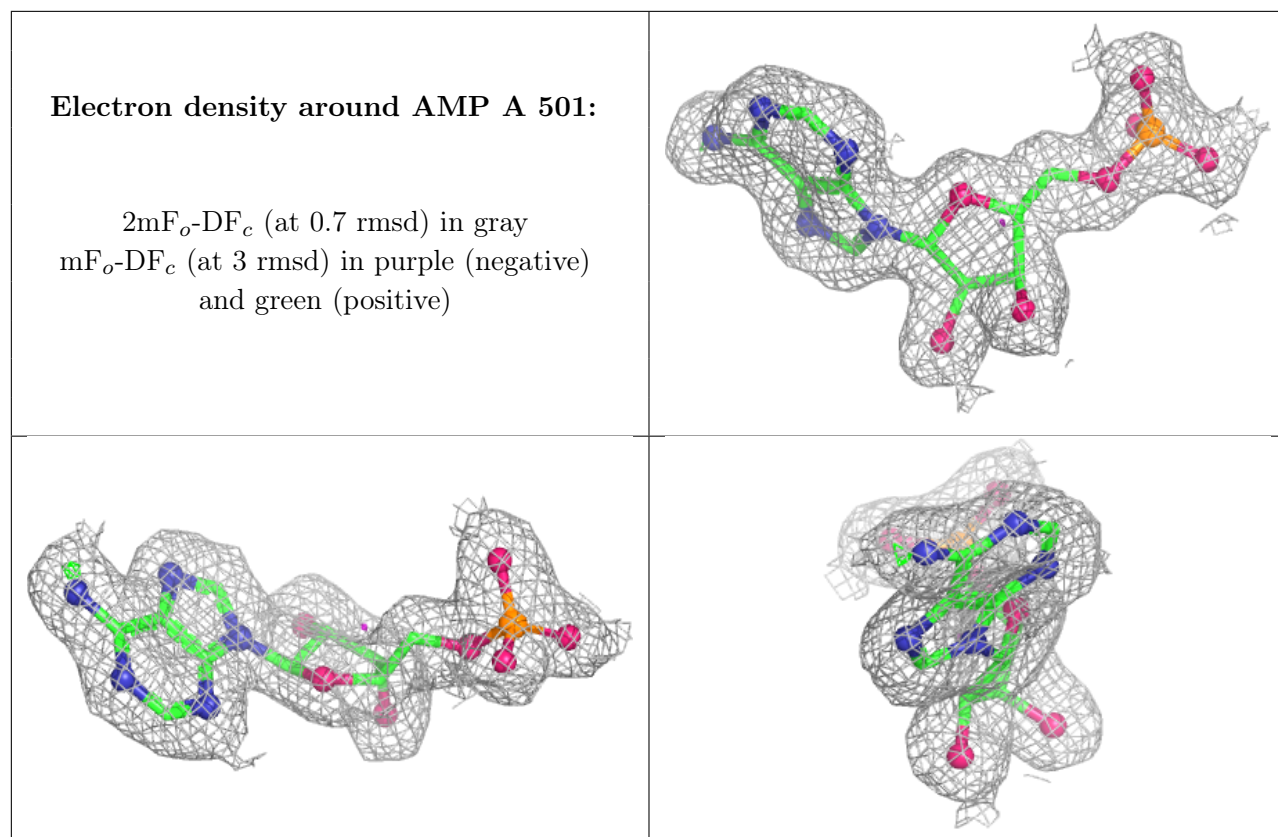 Electron density around AMP A 501:
2mFo-DFc (at 0.7 rmsd) in gray
mFo-DFc (at 3 rmsd) in purple (negative)
and green (positive)